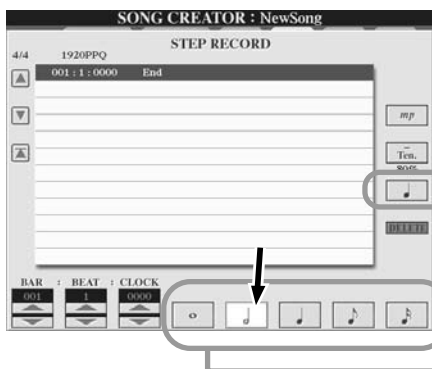 SONG CREATOR : NewSong
STEP RECORD
4/4 1920PPQ
001 : 1 : 0000 End
mp
Ten.
80%
DELETE
BAR : BEAT : CLOCK
001 1 0000